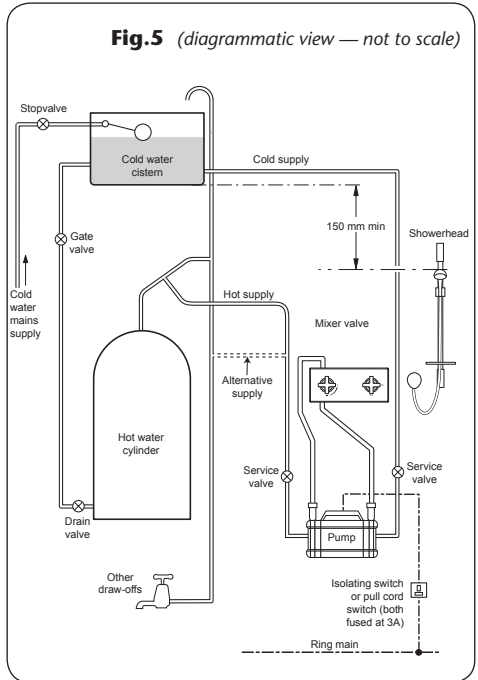 Fig.5 (diagrammatic view — not to scale)
Stopvalve
Cold water
cistern
Cold supply
150 mm min
Showerhead
Gate
valve
Cold
water
mains
supply
Hot supply
Mixer valve
Alternative
supply
Hot water
cylinder
Service
valve
Service
valve
Drain
valve
Pump
Other
draw-offs
Isolating switch
or pull cord
switch (both
fused at 3A)
Ring main